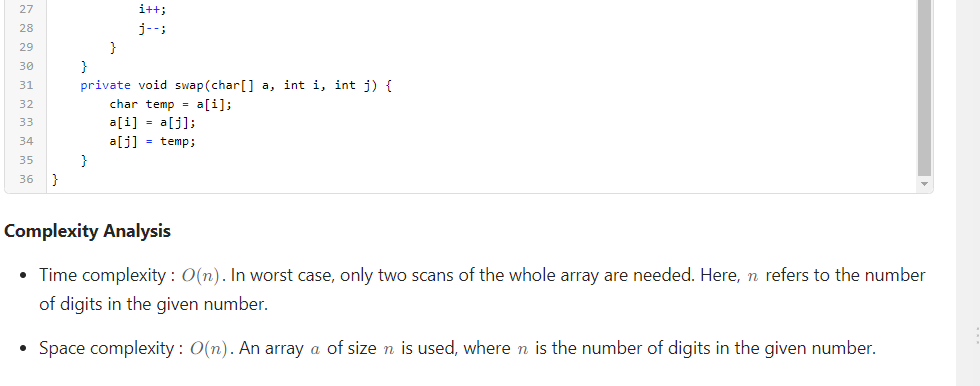 27 i++;
28 j--;
29 }
30 }
31 private void swap(char[] a, int i, int j) {
32 char temp = a[i];
33 a[i] = a[j];
34 a[j] = temp;
35 }
36 }
Complexity Analysis
• Time complexity : O(n). In worst case, only two scans of the whole array are needed. Here, n refers to the number
of digits in the given number.
• Space complexity : O(n). An array a of size n is used, where n is the number of digits in the given number.